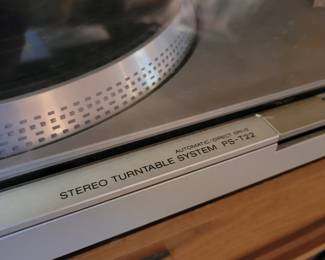 AUTOMATIC/DIRECT DRIVE
STEREO TURNTABLE SYSTEM PS-T22